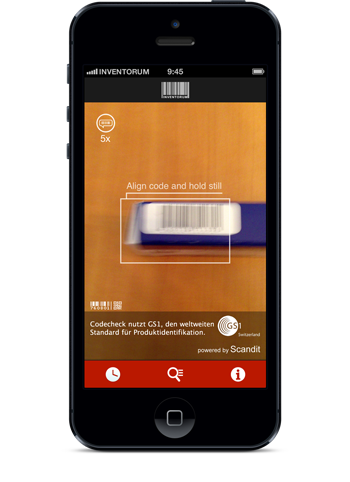 INVENTORUM
9:45
INVENTORUM
5x
Align code and hold still
Codecheck nutzt GS1, den weltweiten
Standard für Produktidentifikation.
GS1
Switzerland
powered by Scandit